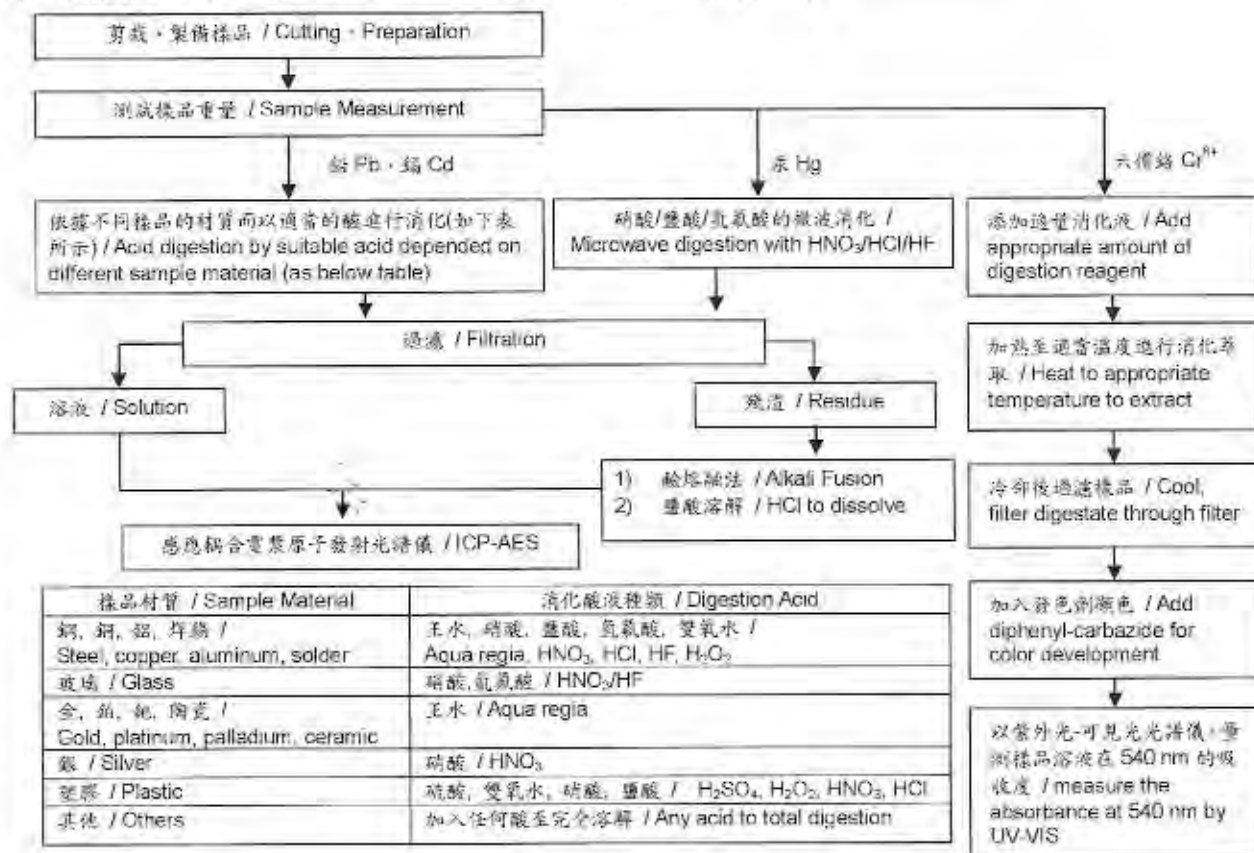 剪裁、製備樣品 / Cutting、Preparation
測試樣品重量 / Sample Measurement
鉛 Pb、鎘 Cd
汞 Hg
六價鉻 Cr⁶⁺
依據不同樣品的材質而以適當的酸進行消化(如下表
所示) / Acid digestion by suitable acid depended on
different sample material (as below table)
硝酸/鹽酸/氫氟酸的微波消化 /
Microwave digestion with HNO₃/HCl/HF
添加適量消化液 / Add
appropriate amount of
digestion reagent
過濾 / Filtration
加熱至適當溫度進行消化萃
取 / Heat to appropriate
temperature to extract
溶液 / Solution
殘渣 / Residue
1) 鹼熔融法 / Alkali Fusion
2) 鹽酸溶解 / HCl to dissolve
冷卻後過濾樣品 / Cool,
filter digestate through filter
感應耦合電漿原子發射光譜儀 / ICP-AES
加入發色劑顯色 / Add
diphenyl-carbazide for
color development
以紫外光-可見光光譜儀,量
測樣品溶液在 540 nm 的吸
收度 / measure the
absorbance at 540 nm by
UV-VIS
樣品材質 / Sample Material 消化酸液種類 / Digestion Acid
鋼, 銅, 鋁, 焊錫 / 王水, 硝酸, 鹽酸, 氫氟酸, 雙氧水 /
Steel, copper, aluminum, solder Aqua regia, HNO₃, HCl, HF, H₂O₂
玻璃 / Glass 硝酸,氫氟酸 / HNO₃/HF
金, 鉑, 鈀, 陶瓷 / 王水 / Aqua regia
Gold, platinum, palladium, ceramic
銀 / Silver 硝酸 / HNO₃
塑膠 / Plastic 硫酸, 雙氧水, 硝酸, 鹽酸 / H₂SO₄, H₂O₂, HNO₃, HCl
其他 / Others 加入任何酸至完全溶解 / Any acid to total digestion